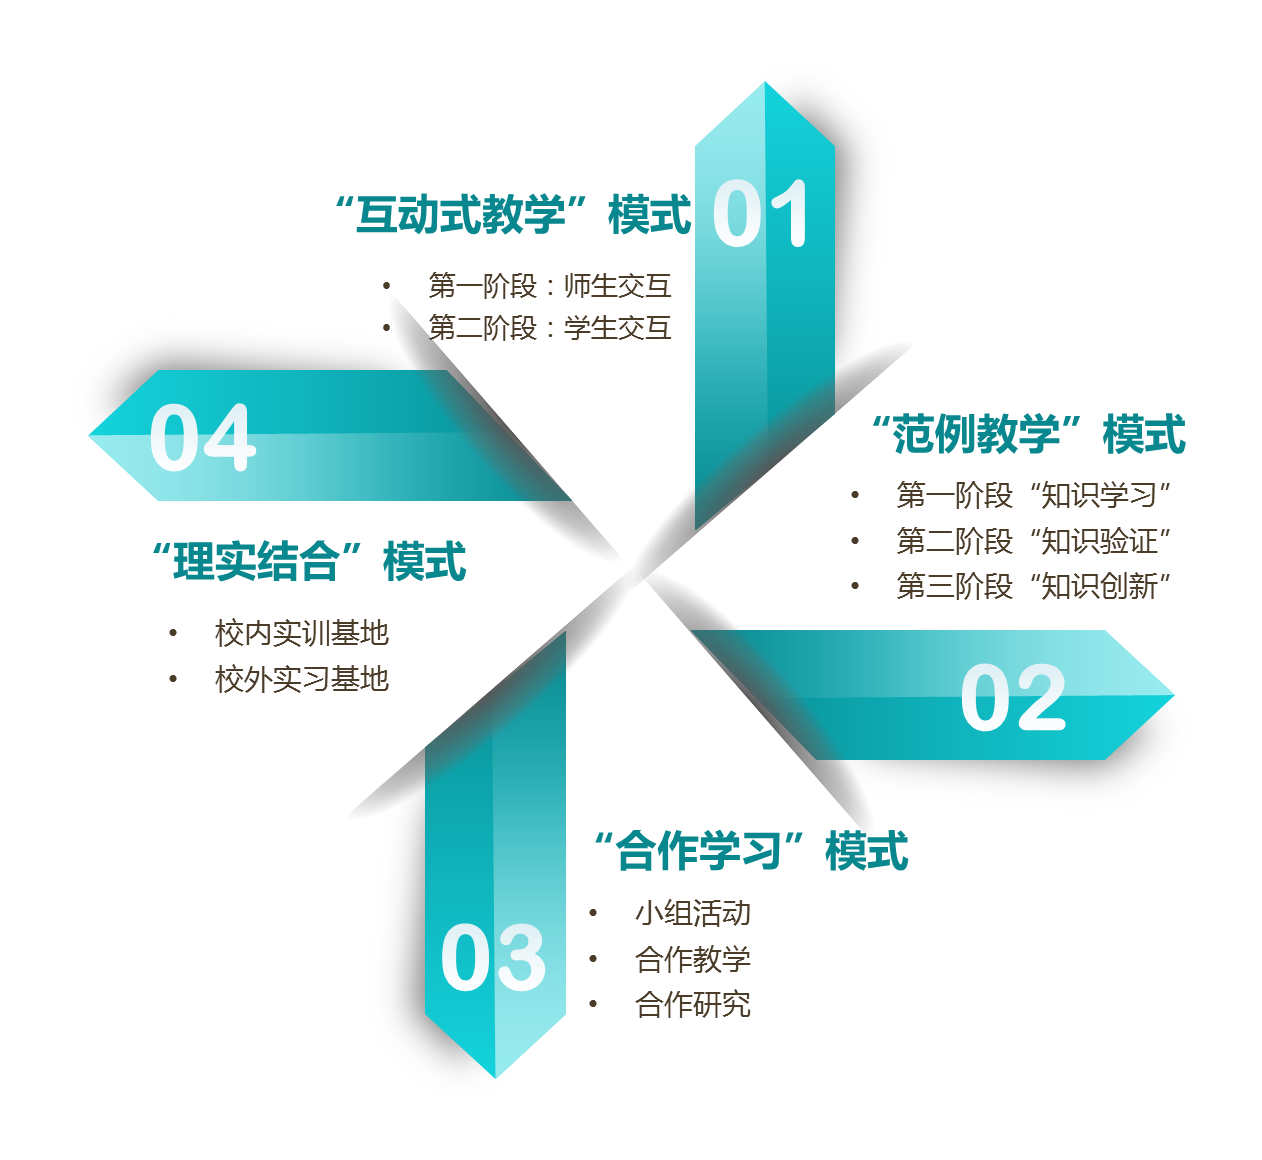 01
“互动式教学”模式
• 第一阶段：师生交互
• 第二阶段：学生交互
02
“范例教学”模式
• 第一阶段“知识学习”
• 第二阶段“知识验证”
• 第三阶段“知识创新”
03
“合作学习”模式
• 小组活动
• 合作教学
• 合作研究
04
“理实结合”模式
• 校内实训基地
• 校外实习基地